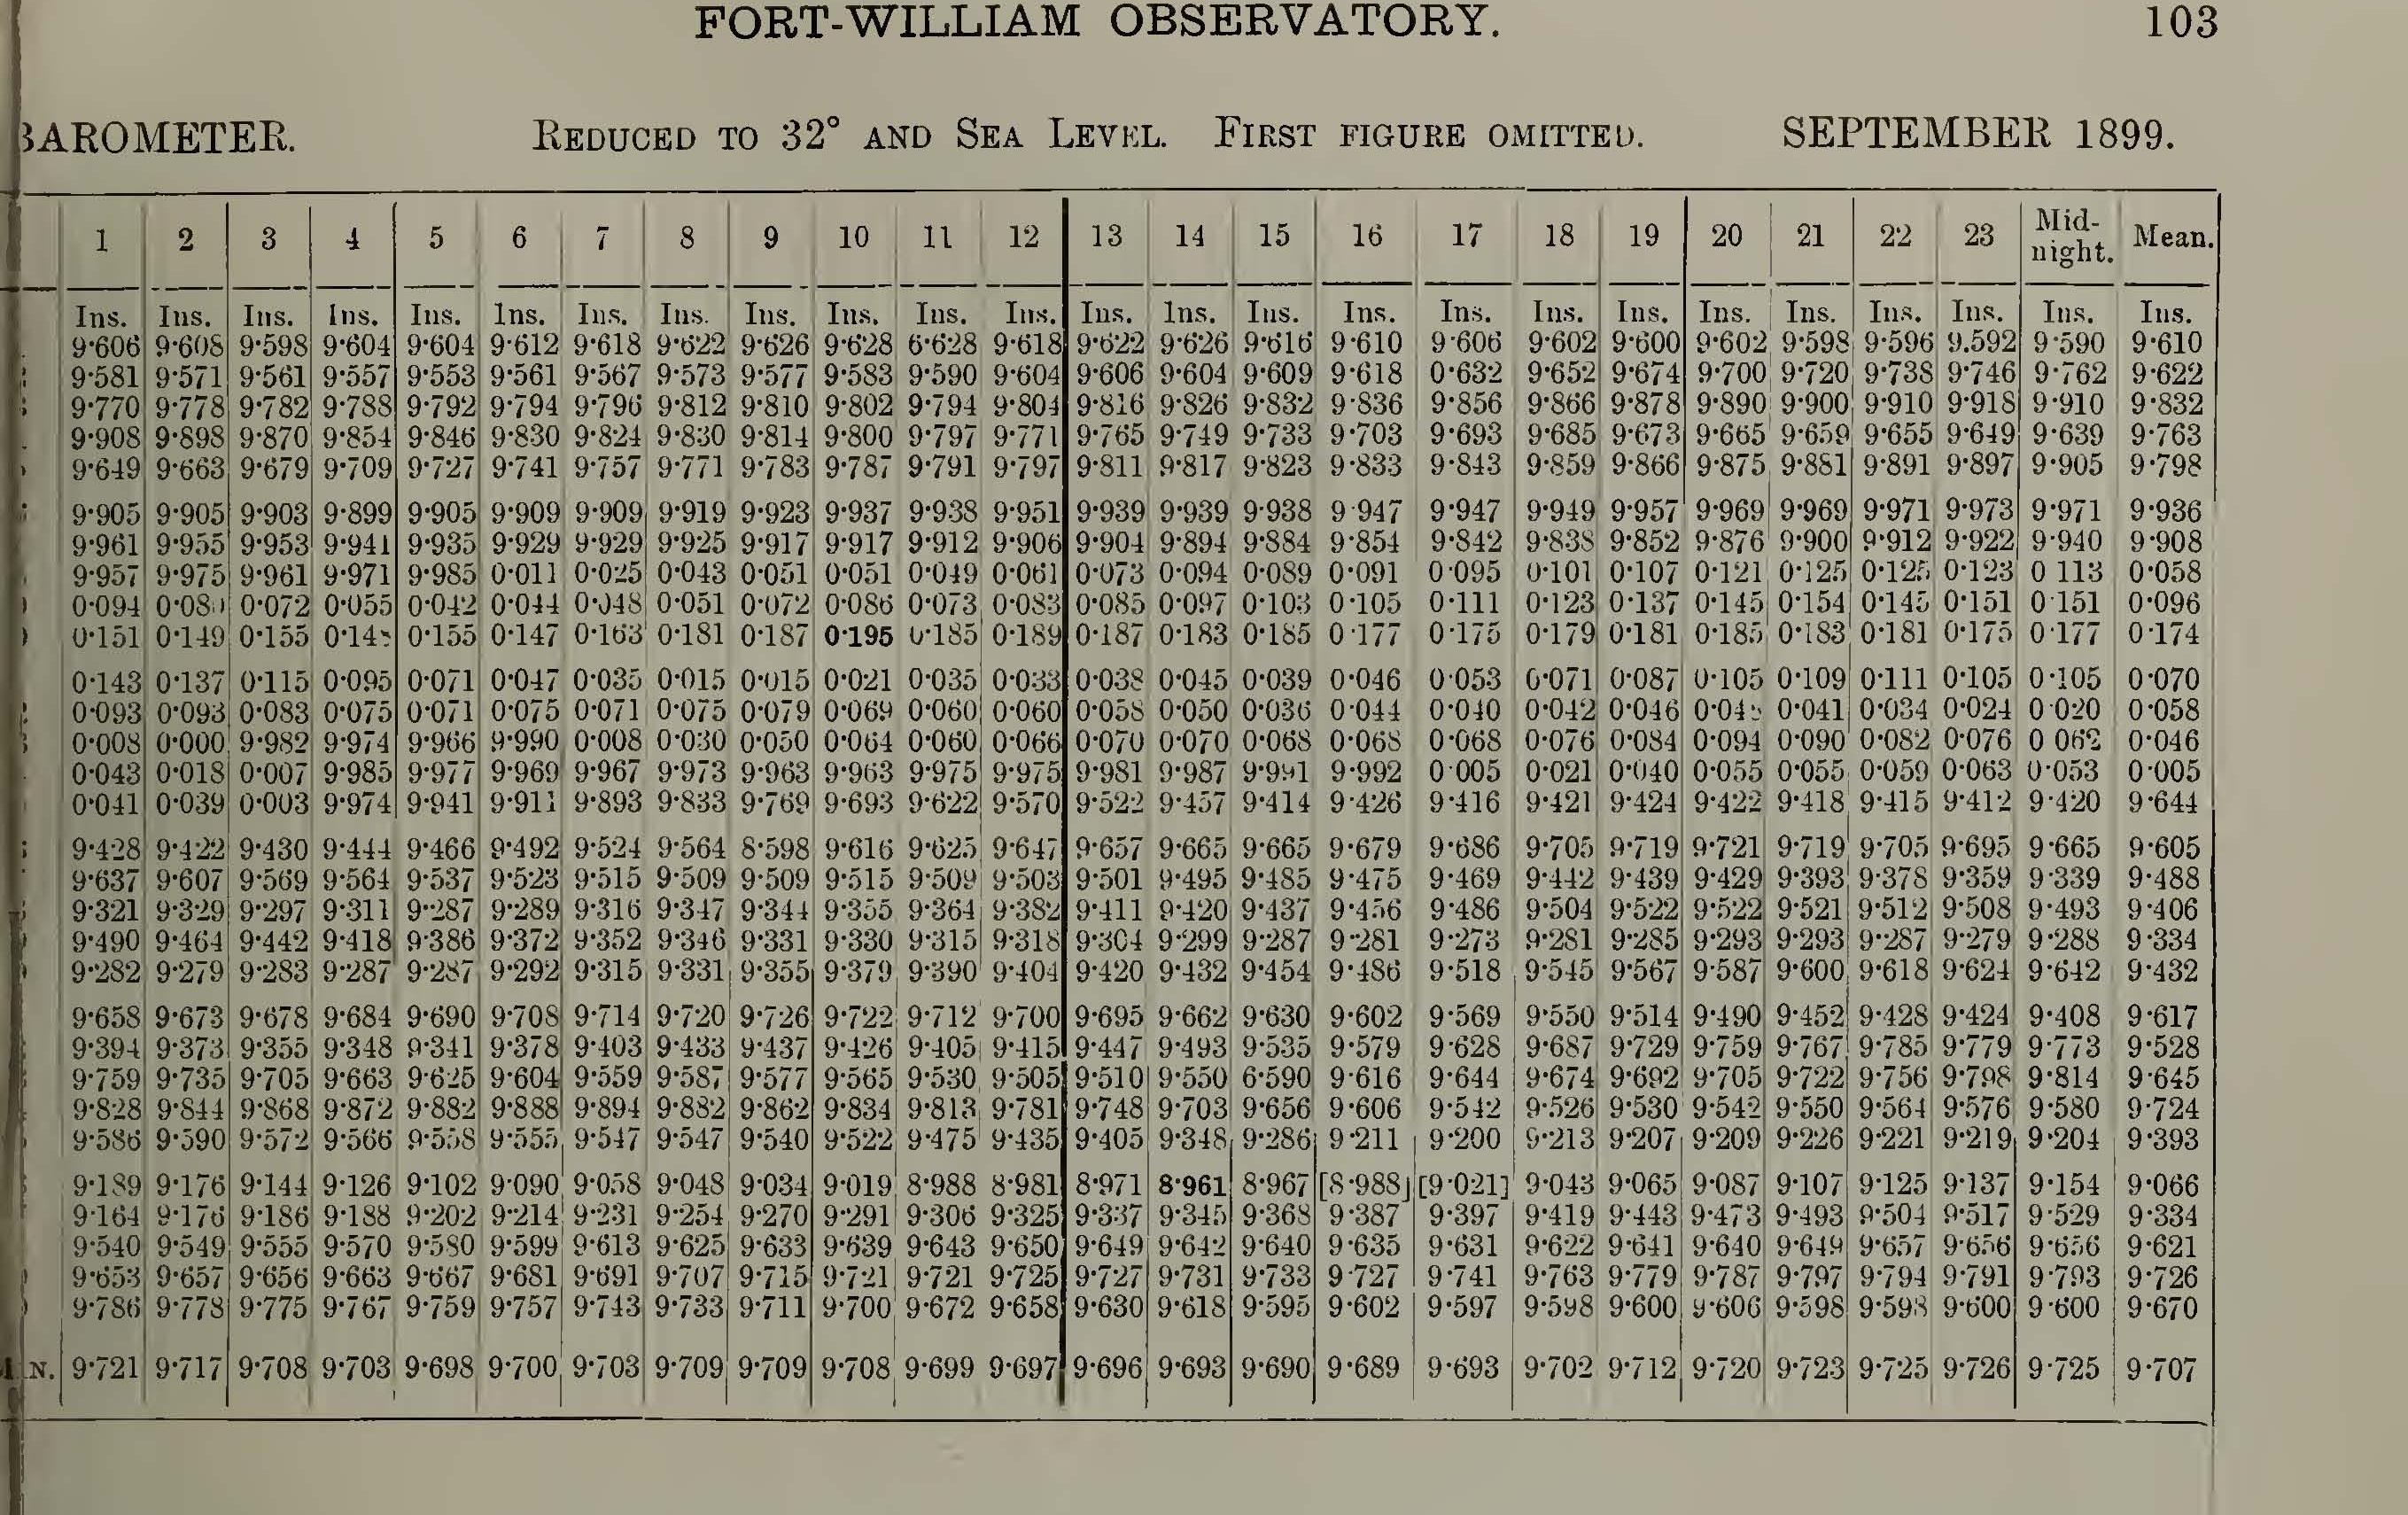 FORT-WILLIAM OBSERVATORY. 103
BAROMETER. REDUCED TO 32° AND SEA LEVEL. FIRST FIGURE OMITTED. SEPTEMBER 1899.
1 2 3 4 5 6 7 8 9 10 11 12 13 14 15 16 17 18 19 20 21 22 23 Mid-night. Mean.
Ins. Ins. Ins. Ins. Ins. Ins. Ins. Ins. Ins. Ins. Ins. Ins. Ins. Ins. Ins. Ins. Ins. Ins. Ins. Ins. Ins. Ins. Ins. Ins. Ins.
9·606 9·608 9·598 9·604 9·604 9·612 9·618 9·622 9·626 9·628 6·628 9·618 9·622 9·626 9·616 9·610 9·606 9·602 9·600 9·602 9·598 9·596 9.592 9·590 9·610
9·581 9·571 9·561 9·557 9·553 9·561 9·567 9·573 9·577 9·583 9·590 9·604 9·606 9·604 9·609 9·618 0·632 9·652 9·674 9·700 9·720 9·738 9·746 9·762 9·622
9·770 9·778 9·782 9·788 9·792 9·794 9·796 9·812 9·810 9·802 9·794 9·804 9·816 9·826 9·832 9·836 9·856 9·866 9·878 9·890 9·900 9·910 9·918 9·910 9·832
9·908 9·898 9·870 9·854 9·846 9·830 9·824 9·830 9·814 9·800 9·797 9·771 9·765 9·749 9·733 9·703 9·693 9·685 9·673 9·665 9·659 9·655 9·649 9·639 9·763
9·649 9·663 9·679 9·709 9·727 9·741 9·757 9·771 9·783 9·787 9·791 9·797 9·811 9·817 9·823 9·833 9·843 9·859 9·866 9·875 9·881 9·891 9·897 9·905 9·798
9·905 9·905 9·903 9·899 9·905 9·909 9·909 9·919 9·923 9·937 9·938 9·951 9·939 9·939 9·938 9·947 9·947 9·949 9·957 9·969 9·969 9·971 9·973 9·971 9·936
9·961 9·955 9·953 9·941 9·935 9·929 9·929 9·925 9·917 9·917 9·912 9·906 9·904 9·894 9·884 9·854 9·842 9·838 9·852 9·876 9·900 9·912 9·922 9·940 9·908
9·957 9·975 9·961 9·971 9·985 0·011 0·025 0·043 0·051 0·051 0·049 0·061 0·073 0·094 0·089 0·091 0·095 0·101 0·107 0·121 0·125 0·125 0·123 0 113 0·058
0·094 0·072 0·055 0·042 0·044 0·048 0·051 0·072 0·086 0·073 0·083 0·085 0·097 0·103 0·105 0·111 0·123 0·137 0·145 0·154 0·145 0·151 0·151 0·096
0·151 0·149 0·155 0·155 0·147 0·163 0·181 0·187 0·195 0·185 0·189 0·187 0·183 0·185 0·177 0·175 0·179 0·181 0·185 0·183 0·181 0·175 0·177 0·174
0·143 0·137 0·115 0·095 0·071 0·047 0·035 0·015 0·015 0·021 0·035 0·033 0·038 0·045 0·039 0·046 0·053 0·071 0·087 0·105 0·109 0·111 0·105 0·105 0·070
0·093 0·093 0·083 0·075 0·071 0·075 0·071 0·075 0·079 0·069 0·060 0·060 0·058 0·050 0·036 0·044 0·040 0·042 0·046 0·041 0·034 0·024 0·020 0·058
0·008 0·000 9·982 9·974 9·966 9·990 0·008 0·030 0·050 0·064 0·060 0·066 0·070 0·070 0·068 0·068 0·068 0·076 0·084 0·094 0·090 0·082 0·076 0 062 0·046
0·043 0·018 0·007 9·985 9·977 9·969 9·967 9·973 9·963 9·963 9·975 9·975 9·981 9·987 9·991 9·992 0·005 0·021 0·040 0·055 0·055 0·059 0·063 0·053 0·005
0·041 0·039 0·003 9·974 9·941 9·911 9·893 9·833 9·769 9·693 9·622 9·570 9·522 9·457 9·414 9·426 9·416 9·421 9·424 9·422 9·418 9·415 9·412 9·420 9·644
9·428 9·422 9·430 9·444 9·466 9·492 9·524 9·564 8·598 9·616 9·625 9·647 9·657 9·665 9·665 9·679 9·686 9·705 9·719 9·721 9·719 9·705 9·695 9·665 9·605
9·637 9·607 9·569 9·564 9·537 9·523 9·515 9·509 9·509 9·515 9·509 9·503 9·501 9·495 9·485 9·475 9·469 9·442 9·439 9·429 9·393 9·378 9·359 9·339 9·488
9·321 9·329 9·297 9·311 9·287 9·289 9·316 9·347 9·344 9·355 9·364 9·382 9·411 9·420 9·437 9·456 9·486 9·504 9·522 9·522 9·521 9·512 9·508 9·493 9·406
9·490 9·464 9·442 9·418 9·386 9·372 9·352 9·346 9·331 9·330 9·315 9·318 9·304 9·299 9·287 9·281 9·273 9·281 9·285 9·293 9·293 9·287 9·279 9·288 9·334
9·282 9·279 9·283 9·287 9·287 9·292 9·315 9·331 9·355 9·379 9·390 9·404 9·420 9·432 9·454 9·486 9·518 9·545 9·567 9·587 9·600 9·618 9·624 9·642 9·432
9·658 9·673 9·678 9·684 9·690 9·708 9·714 9·720 9·726 9·722 9·712 9·700 9·695 9·662 9·630 9·602 9·569 9·550 9·514 9·490 9·452 9·428 9·424 9·408 9·617
9·394 9·373 9·355 9·348 9·341 9·378 9·403 9·433 9·437 9·426 9·405 9·415 9·447 9·493 9·535 9·579 9·628 9·687 9·729 9·759 9·767 9·785 9·779 9·773 9·528
9·759 9·735 9·705 9·663 9·625 9·604 9·559 9·587 9·577 9·565 9·530 9·505 9·510 9·550 6·590 9·616 9·644 9·674 9·692 9·705 9·722 9·756 9·798 9·814 9·645
9·828 9·844 9·868 9·872 9·882 9·888 9·894 9·882 9·862 9·834 9·813 9·781 9·748 9·703 9·656 9·606 9·542 9·526 9·530 9·542 9·550 9·564 9·576 9·580 9·724
9·586 9·590 9·572 9·566 9·558 9·555 9·547 9·547 9·540 9·522 9·475 9·435 9·405 9·348 9·286 9·211 9·200 9·213 9·207 9·209 9·226 9·221 9·219 9·204 9·393
9·189 9·176 9·144 9·126 9·102 9·090 9·058 9·048 9·034 9·019 8·988 8·981 8·971 8·961 8·967 [8·988] [9·021] 9·043 9·065 9·087 9·107 9·125 9·137 9·154 9·066
9·164 9·176 9·186 9·188 9·202 9·214 9·231 9·254 9·270 9·291 9·306 9·325 9·337 9·345 9·368 9·387 9·397 9·419 9·443 9·473 9·493 9·504 9·517 9·529 9·334
9·540 9·549 9·555 9·570 9·580 9·599 9·613 9·625 9·633 9·639 9·643 9·650 9·649 9·642 9·640 9·635 9·631 9·622 9·641 9·640 9·649 9·657 9·656 9·656 9·621
9·653 9·657 9·656 9·663 9·667 9·681 9·691 9·707 9·715 9·721 9·721 9·725 9·727 9·731 9·733 9·727 9·741 9·763 9·779 9·787 9·797 9·794 9·791 9·793 9·726
9·786 9·778 9·775 9·767 9·759 9·757 9·743 9·733 9·711 9·700 9·672 9·658 9·630 9·618 9·595 9·602 9·597 9·598 9·600 9·606 9·598 9·598 9·600 9·600 9·670
N. 9·721 9·717 9·708 9·703 9·698 9·700 9·703 9·709 9·709 9·708 9·699 9·697 9·696 9·693 9·690 9·689 9·693 9·702 9·712 9·720 9·723 9·725 9·726 9·725 9·707